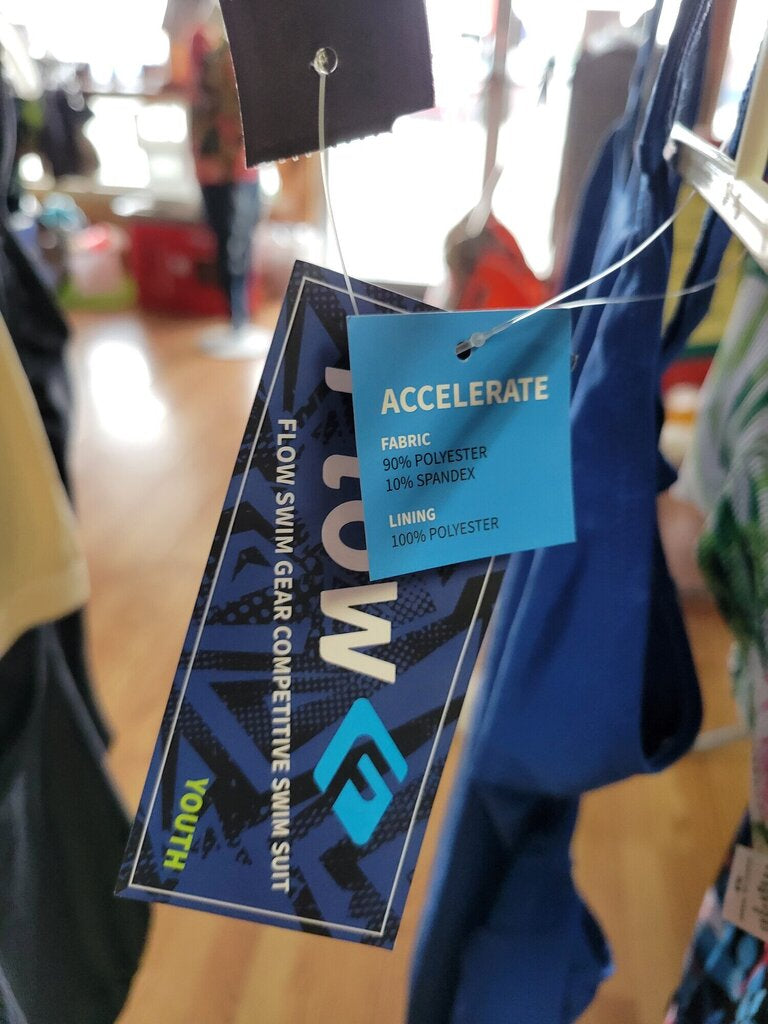 ACCELERATE
FABRIC
90% POLYESTER
10% SPANDEX
LINING
100% POLYESTER
FLOW
FLOW SWIM GEAR COMPETITIVE SWIM SUIT
YOUTH